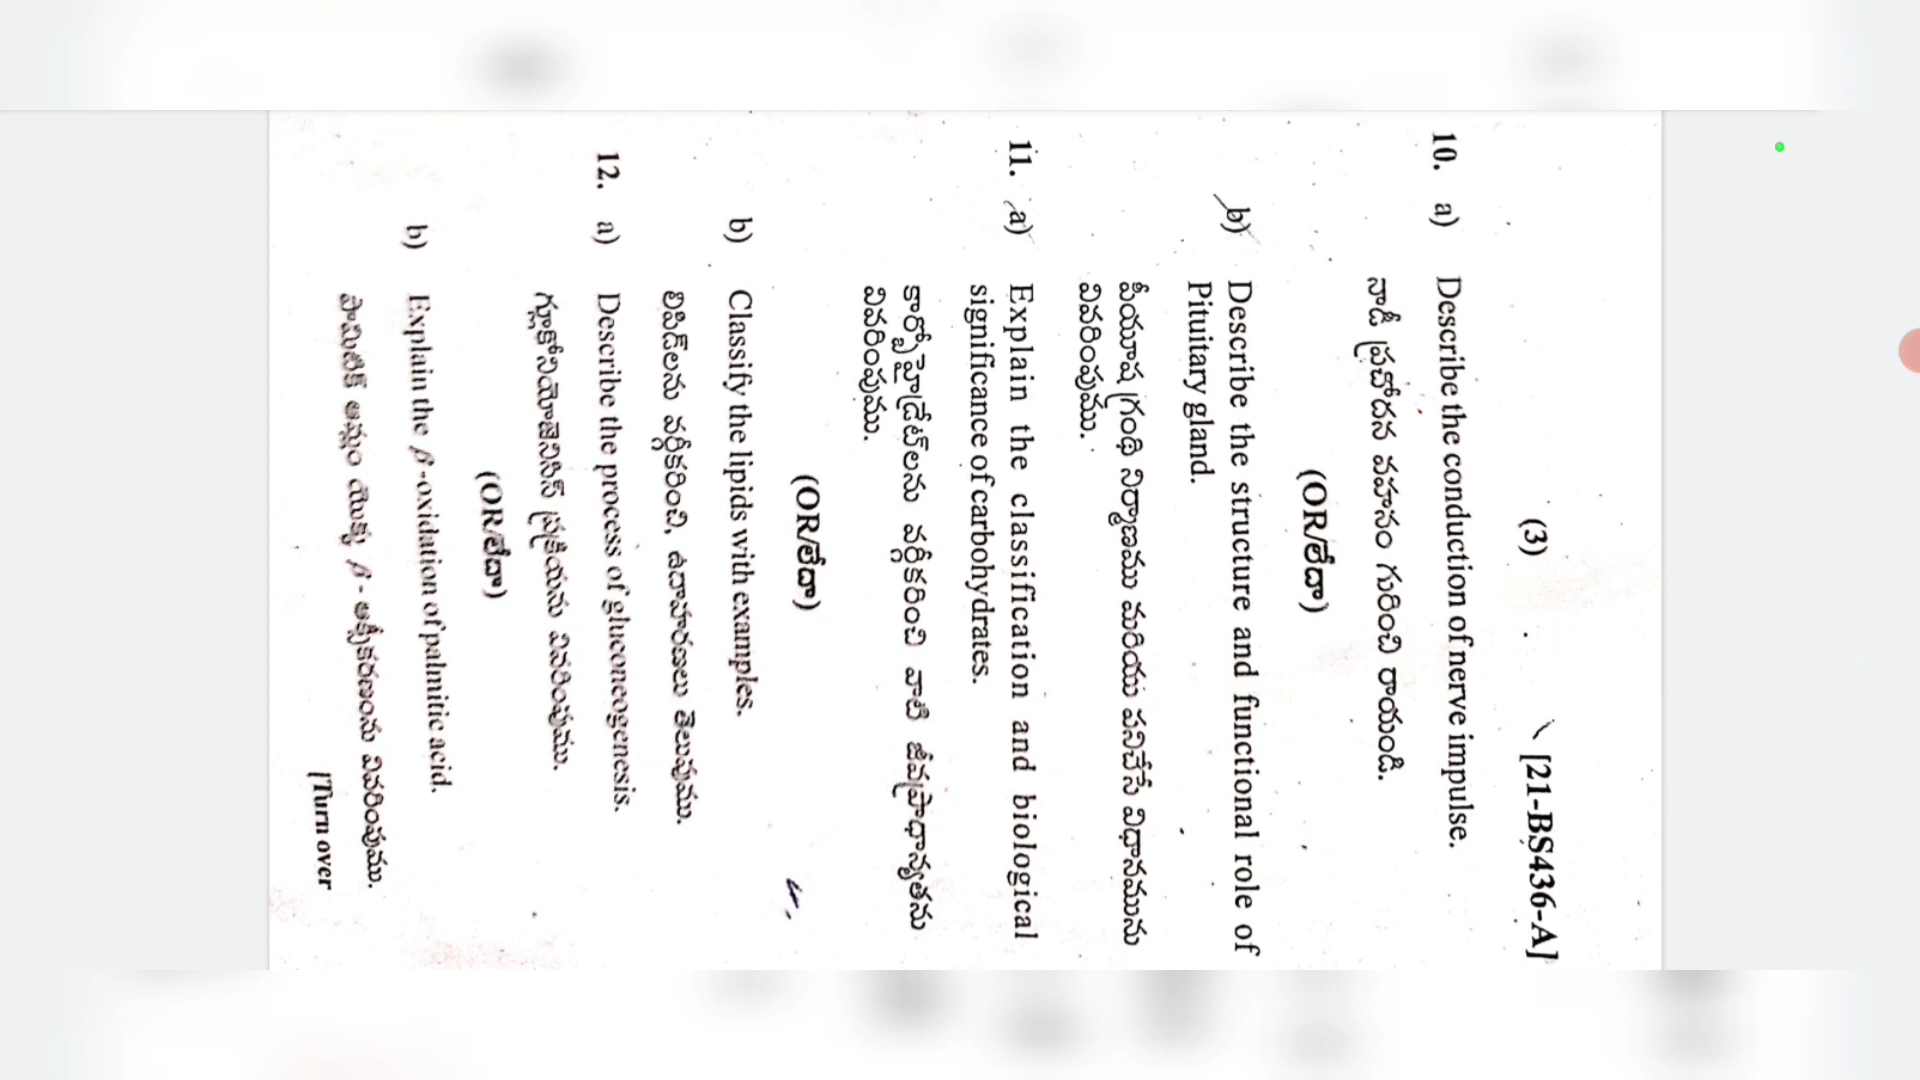 (3)
[21-BS436-A]
10. a) Describe the conduction of nerve impulse.
నాడీ ప్రచోదన వహనం గురించి రాయండి.
(OR/లేదా)
b) Describe the structure and functional role of
Pituitary gland.
పీయూష గ్రంథి నిర్మాణము మరియు పనిచేసే విధానమును
వివరింపుము.
11. a) Explain the classification and biological
significance of carbohydrates.
కార్బోహైడ్రేట్‌లను వర్గీకరించి వాటి జీవప్రాధాన్యతను
వివరింపుము.
(OR/లేదా)
b) Classify the lipids with examples.
లిపిడ్‌లను వర్గీకరించి, ఉదాహరణలు తెలుపుము.
12. a) Describe the process of gluconeogenesis.
గ్లూకోనియోజెనిసిస్ ప్రక్రియను వివరింపుము.
(OR/లేదా)
b) Explain the β-oxidation of palmitic acid.
పామిటిక్ ఆమ్లం యొక్క β- ఆక్సీకరణంను వివరింపుము.
[Turn over